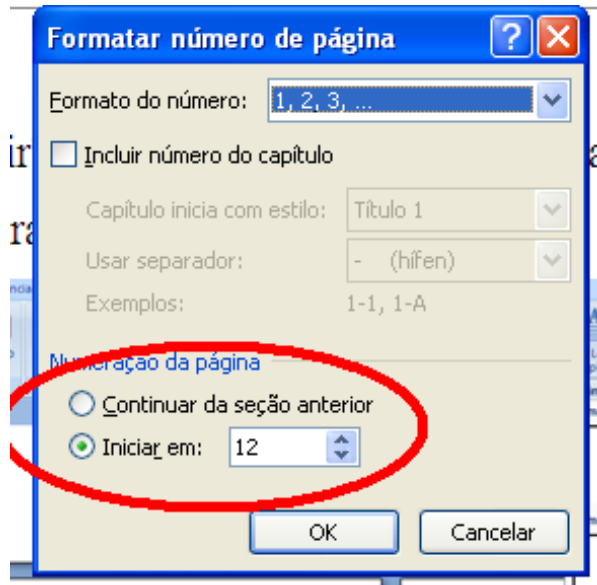 Formatar número de página
Formato do número: 1, 2, 3, ...
Incluir número do capítulo
Capítulo inicia com estilo: Título 1
Usar separador: - (hífen)
Exemplos: 1-1, 1-A
Numeração da página
Continuar da seção anterior
Iniciar em: 12
OK Cancelar